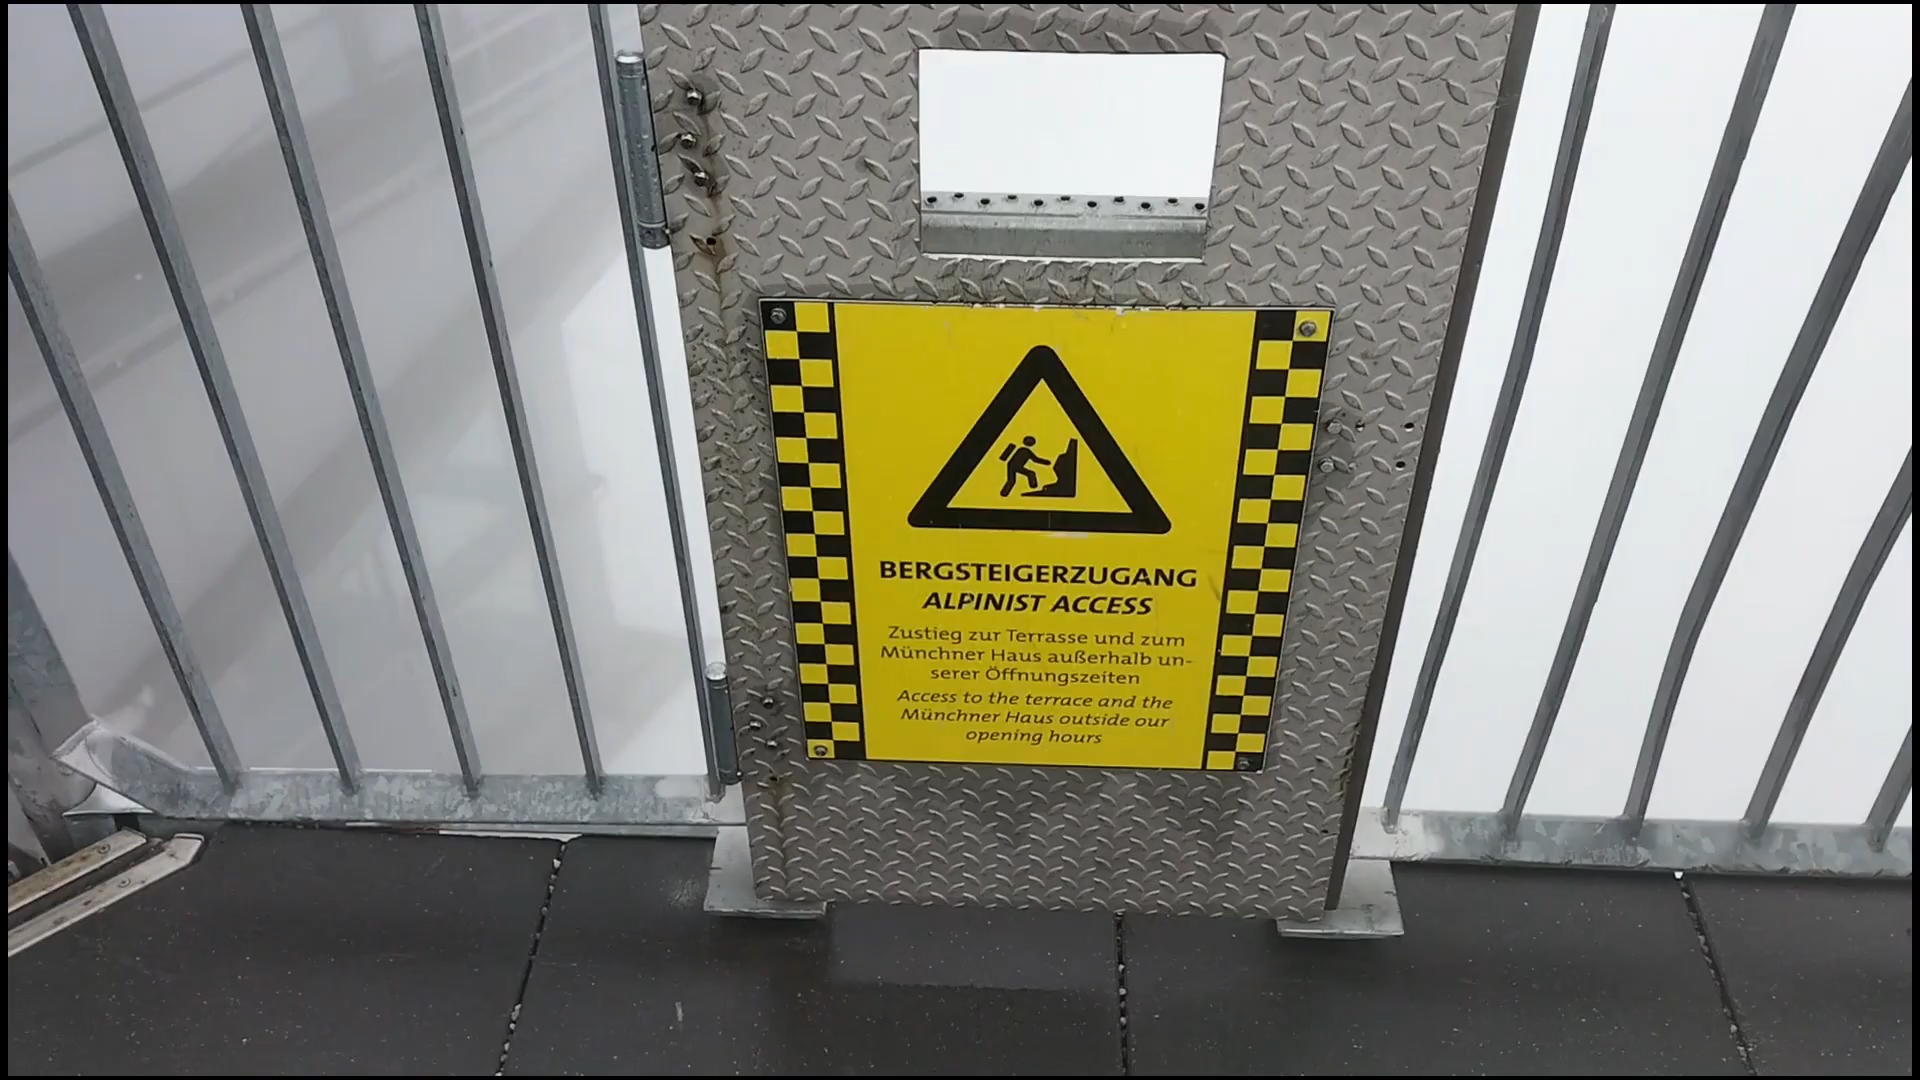 BERGSTEIGERZUGANG
ALPINIST ACCESS
Zustieg zur Terrasse und zum
Münchner Haus außerhalb un-
serer Öffnungszeiten
Access to the terrace and the
Münchner Haus outside our
opening hours